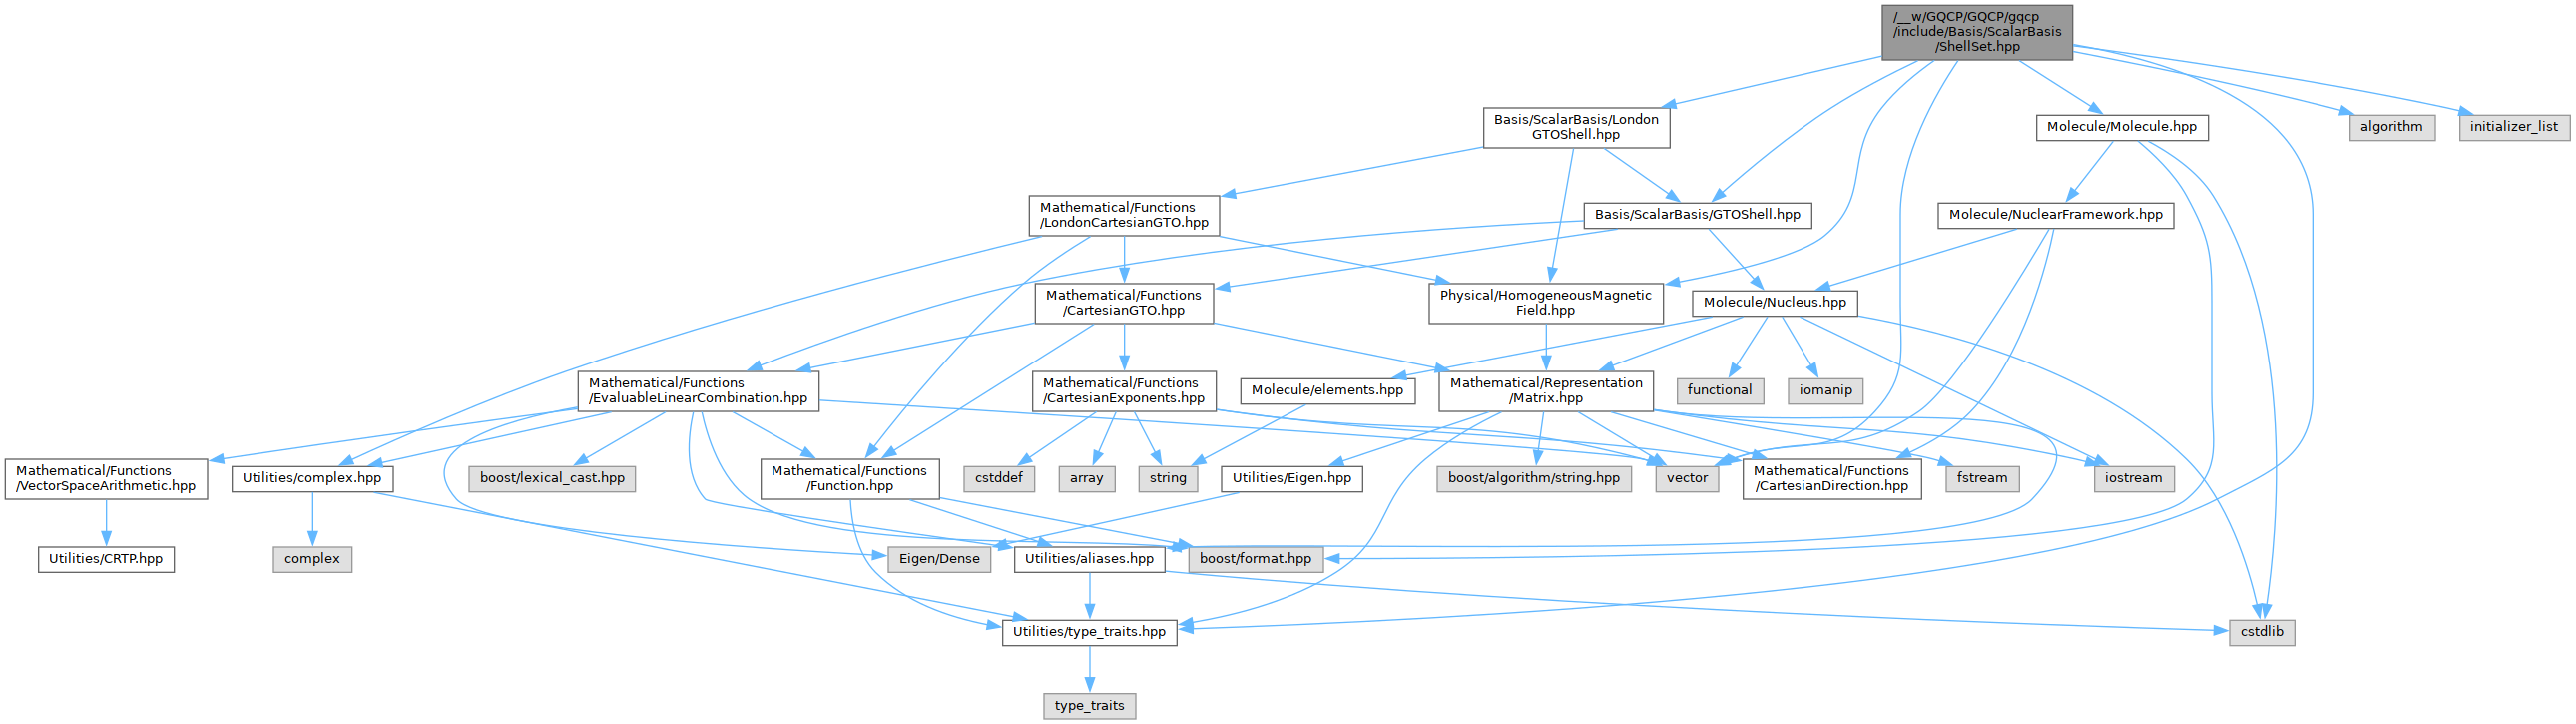 /__w/GQCP/GQCP/gqcp
/include/Basis/ScalarBasis
/ShellSet.hpp
Basis/ScalarBasis/London
GTOShell.hpp
Molecule/Molecule.hpp
algorithm
initializer_list
Mathematical/Functions
/LondonCartesianGTO.hpp
Basis/ScalarBasis/GTOShell.hpp
Molecule/NuclearFramework.hpp
Mathematical/Functions
/CartesianGTO.hpp
Physical/HomogeneousMagnetic
Field.hpp
Molecule/Nucleus.hpp
Mathematical/Functions
/EvaluableLinearCombination.hpp
Mathematical/Functions
/CartesianExponents.hpp
Molecule/elements.hpp
Mathematical/Representation
/Matrix.hpp
functional
iomanip
Mathematical/Functions
/VectorSpaceArithmetic.hpp
Utilities/complex.hpp
boost/lexical_cast.hpp
Mathematical/Functions
/Function.hpp
cstddef
array
string
Utilities/Eigen.hpp
boost/algorithm/string.hpp
vector
Mathematical/Functions
/CartesianDirection.hpp
fstream
iostream
Utilities/CRTP.hpp
complex
Eigen/Dense
Utilities/aliases.hpp
boost/format.hpp
Utilities/type_traits.hpp
cstdlib
type_traits